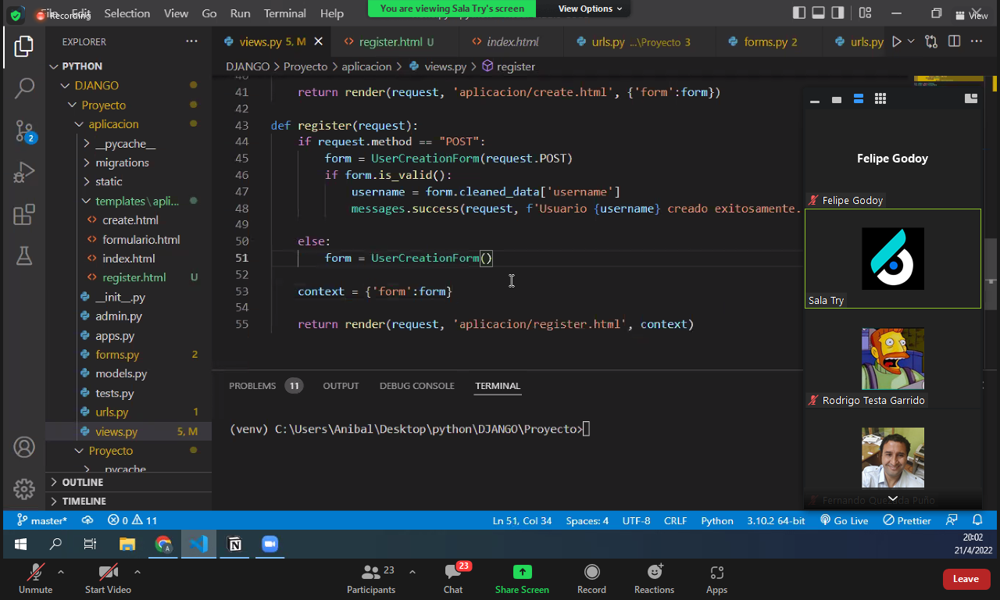 File Edit Selection View Go Run Terminal Help
Recording
You are viewing Sala Try's screen
View Options
View
EXPLORER
views.py 5, M
register.html U
index.html
urls.py ...\Proyecto 3
forms.py 2
urls.py
PYTHON
DJANGO
Proyecto
aplicacion
__pycache__
migrations
static
templates\apli...
create.html
formulario.html
index.html
register.html U
__init__.py
admin.py
apps.py
forms.py 2
models.py
tests.py
urls.py 1
views.py 5, M
Proyecto
__pycache__
OUTLINE
TIMELINE
DJANGO > Proyecto > aplicacion > views.py > register
40
41 return render(request, 'aplicacion/create.html', {'form':form})
42
43 def register(request):
44 if request.method == "POST":
45 form = UserCreationForm(request.POST)
46 if form.is_valid():
47 username = form.cleaned_data['username']
48 messages.success(request, f'Usuario {username} creado exitosamente.
49
50 else:
51 form = UserCreationForm()
52
53 context = {'form':form}
54
55 return render(request, 'aplicacion/register.html', context)
PROBLEMS 11 OUTPUT DEBUG CONSOLE TERMINAL
(venv) C:\Users\Anibal\Desktop\python\DJANGO\Proyecto>
Felipe Godoy
Felipe Godoy
Sala Try
Rodrigo Testa Garrido
Fernando Quezada Puño
2
master* 0 11 Ln 51, Col 34 Spaces: 4 UTF-8 CRLF Python 3.10.2 64-bit Go Live Prettier
20:02
21/4/2022
Unmute
Start Video
23
Participants
23
Chat
Share Screen
Record
Reactions
Apps
Leave